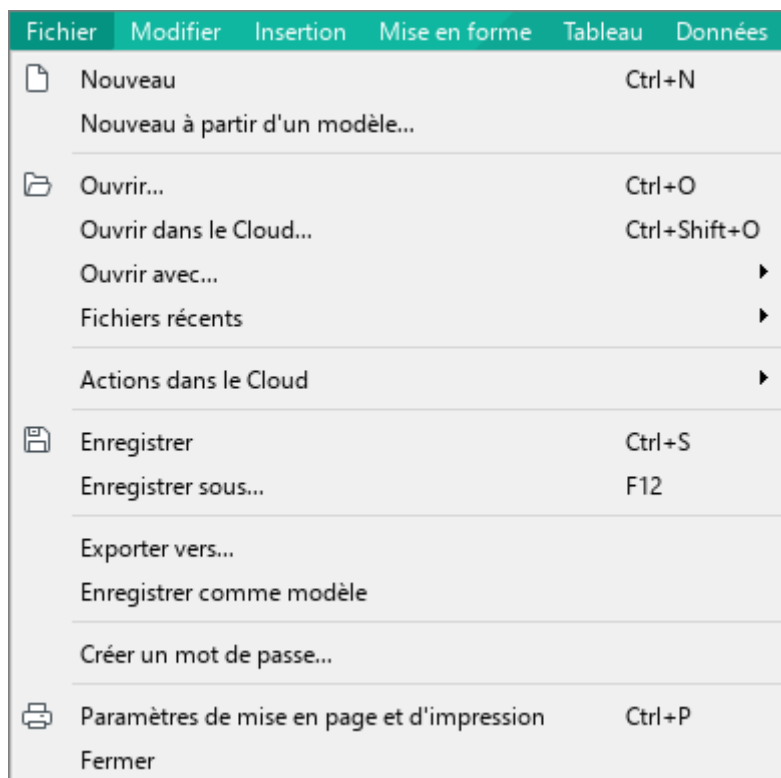 Fichier Modifier Insertion Mise en forme Tableau Données
Nouveau Ctrl+N
Nouveau à partir d'un modèle...
Ouvrir... Ctrl+O
Ouvrir dans le Cloud... Ctrl+Shift+O
Ouvrir avec...
Fichiers récents
Actions dans le Cloud
Enregistrer Ctrl+S
Enregistrer sous... F12
Exporter vers...
Enregistrer comme modèle
Créer un mot de passe...
Paramètres de mise en page et d'impression Ctrl+P
Fermer